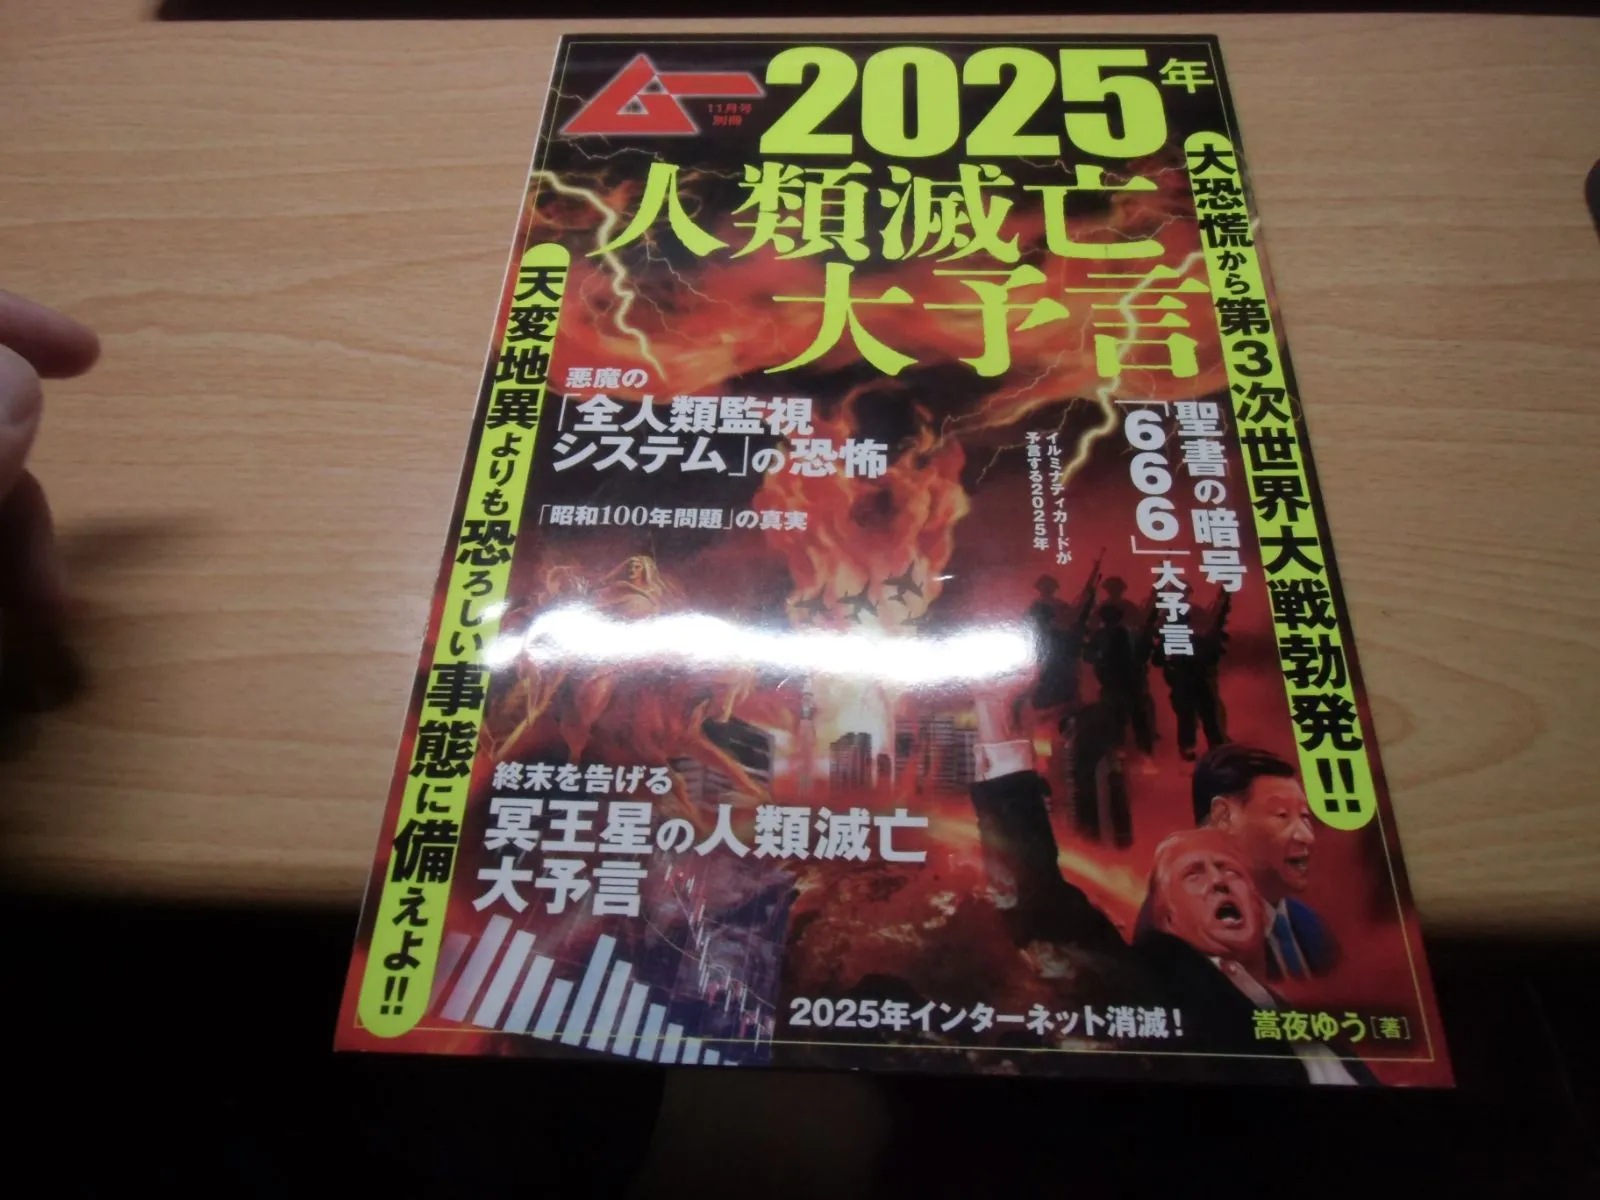 ムー
11月号
別冊
2025年
人類滅亡
大予言
大恐慌から第3次世界大戦勃発!!
天変地異よりも恐ろしい事態に備えよ!!
悪魔の
「全人類監視
システム」の恐怖
「昭和100年問題」の真実
聖書の暗号
「666」大予言
イルミナティカードが
予言する2025年
終末を告げる
冥王星の人類滅亡
大予言
2025年インターネット消滅!
嵩夜ゆう[著]